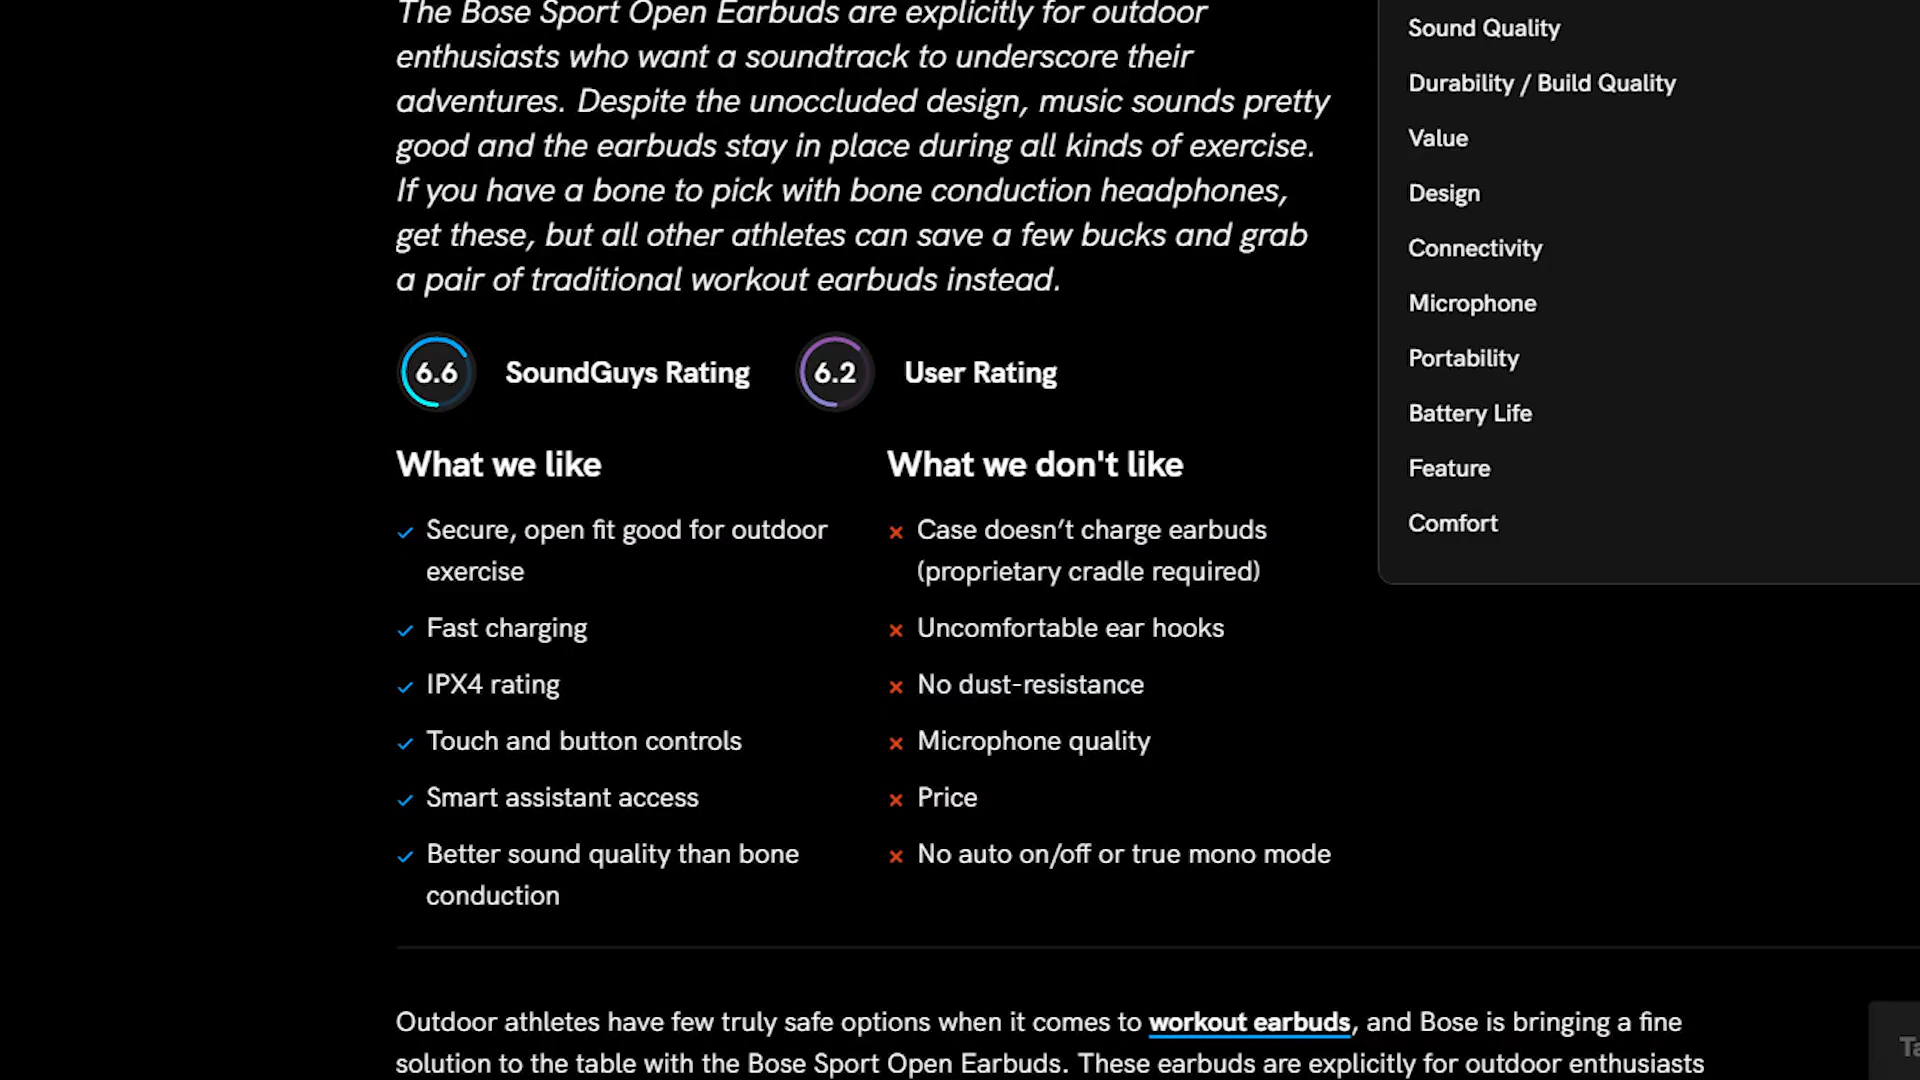 The Bose Sport Open Earbuds are explicitly for outdoor
enthusiasts who want a soundtrack to underscore their
adventures. Despite the unoccluded design, music sounds pretty
good and the earbuds stay in place during all kinds of exercise.
If you have a bone to pick with bone conduction headphones,
get these, but all other athletes can save a few bucks and grab
a pair of traditional workout earbuds instead.
6.6 SoundGuys Rating
6.2 User Rating
What we like
Secure, open fit good for outdoor
exercise
Fast charging
IPX4 rating
Touch and button controls
Smart assistant access
Better sound quality than bone
conduction
What we don't like
Case doesn’t charge earbuds
(proprietary cradle required)
Uncomfortable ear hooks
No dust-resistance
Microphone quality
Price
No auto on/off or true mono mode
Outdoor athletes have few truly safe options when it comes to workout earbuds, and Bose is bringing a fine
solution to the table with the Bose Sport Open Earbuds. These earbuds are explicitly for outdoor enthusiasts
Sound Quality
Durability / Build Quality
Value
Design
Connectivity
Microphone
Portability
Battery Life
Feature
Comfort